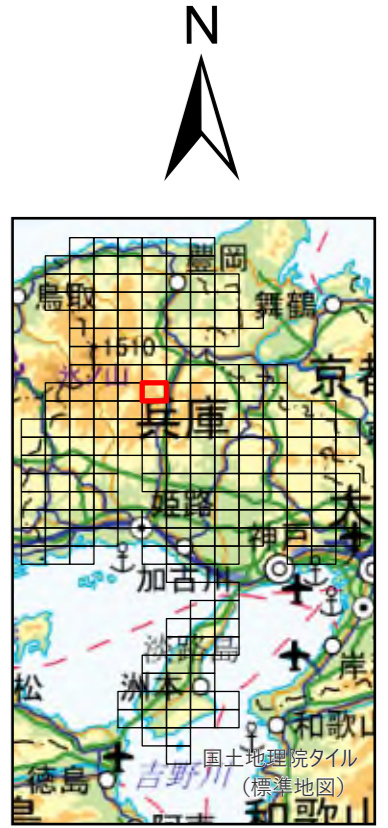 N
豊岡
鳥取
舞鶴
1510
氷ノ山
京都
兵庫
姫路
大
神戸
加古川
淡路島
洲本
岸
松
和歌山
国土地理院タイル
(標準地図)
徳島
吉野川
和歌山